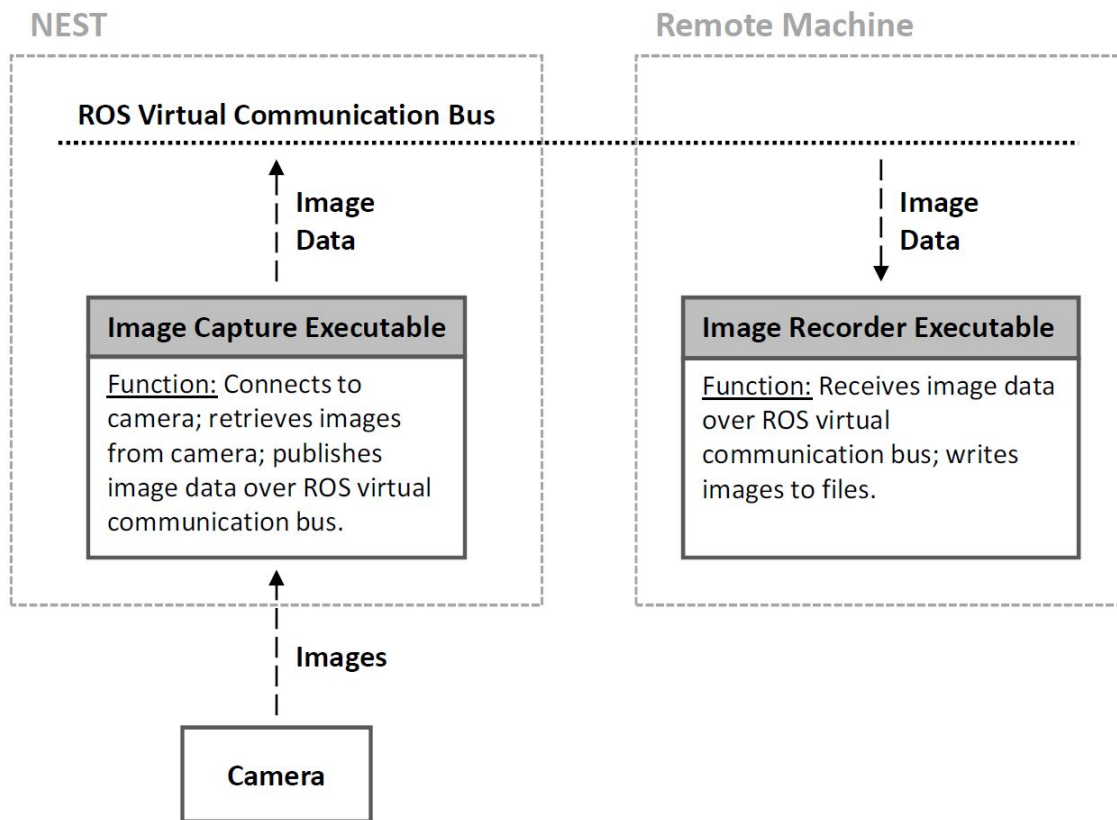 NEST
Remote Machine
ROS Virtual Communication Bus
Image
Data
Image
Data
Image Capture Executable
Function: Connects to
camera; retrieves images
from camera; publishes
image data over ROS virtual
communication bus.
Image Recorder Executable
Function: Receives image data
over ROS virtual
communication bus; writes
images to files.
Images
Camera